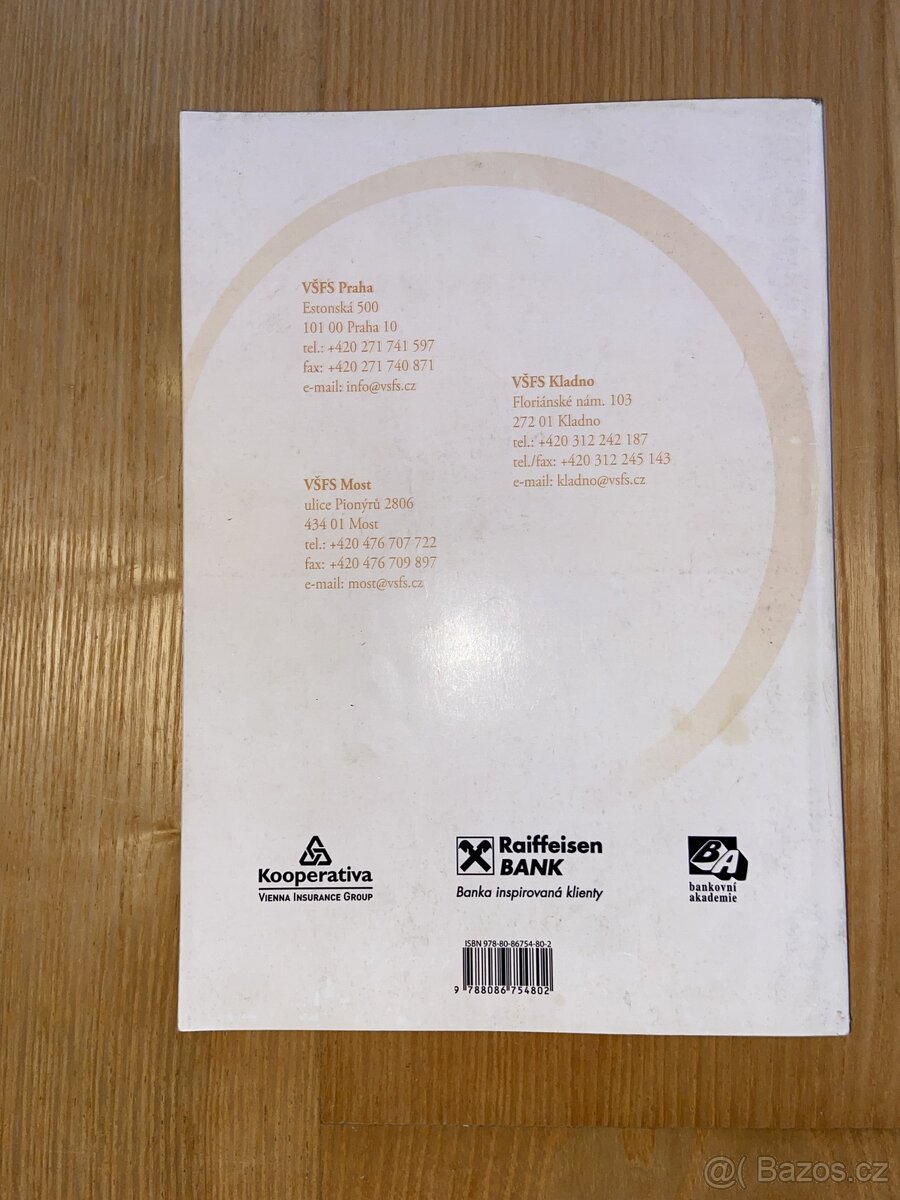 VŠFS Praha
Estonská 500
101 00 Praha 10
tel.: +420 271 741 597
fax: +420 271 740 871
e-mail: info@vsfs.cz
VŠFS Kladno
Floriánské nám. 103
272 01 Kladno
tel.: +420 312 242 187
tel./fax: +420 312 245 143
e-mail: kladno@vsfs.cz
VŠFS Most
ulice Pionýrů 2806
434 01 Most
tel.: +420 476 707 722
fax: +420 476 709 897
e-mail: most@vsfs.cz
Kooperativa
VIENNA INSURANCE GROUP
Raiffeisen
BANK
Banka inspirovaná klienty
BA
bankovní
akademie
ISBN 978-80-86754-80-2
9 788086 754802
@( Bazos.cz